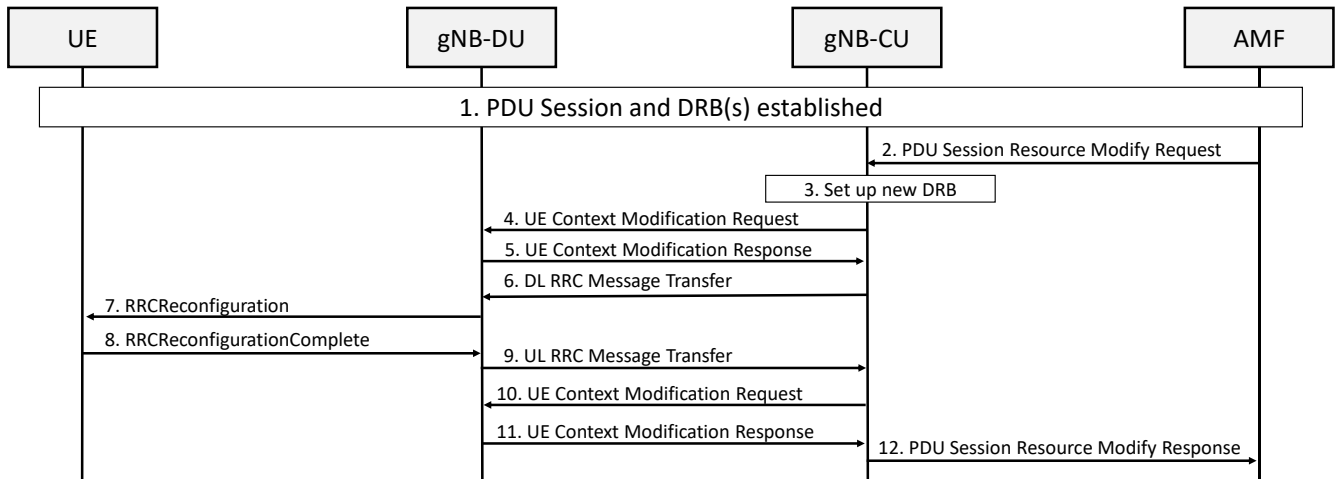 UE
gNB-DU
gNB-CU
AMF
1. PDU Session and DRB(s) established
2. PDU Session Resource Modify Request
3. Set up new DRB
4. UE Context Modification Request
5. UE Context Modification Response
6. DL RRC Message Transfer
7. RRCReconfiguration
8. RRCReconfigurationComplete
9. UL RRC Message Transfer
10. UE Context Modification Request
11. UE Context Modification Response
12. PDU Session Resource Modify Response